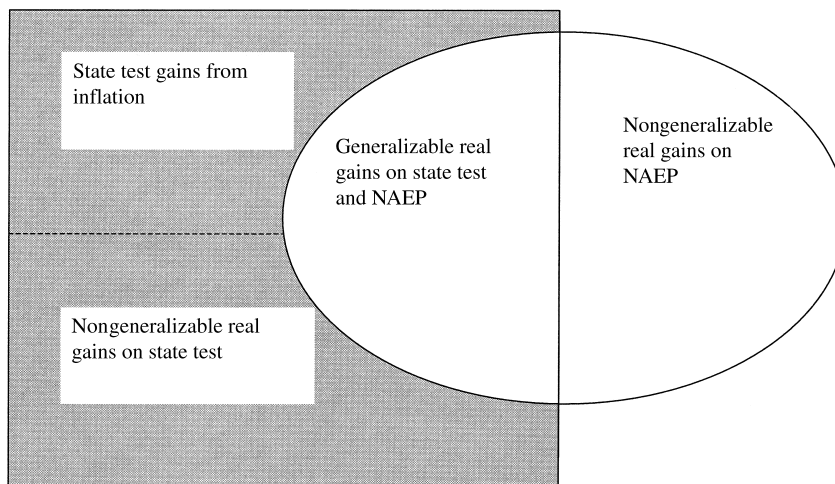 State test gains from
inflation
Generalizable real
gains on state test
and NAEP
Nongeneralizable
real gains on
NAEP
Nongeneralizable real
gains on state test